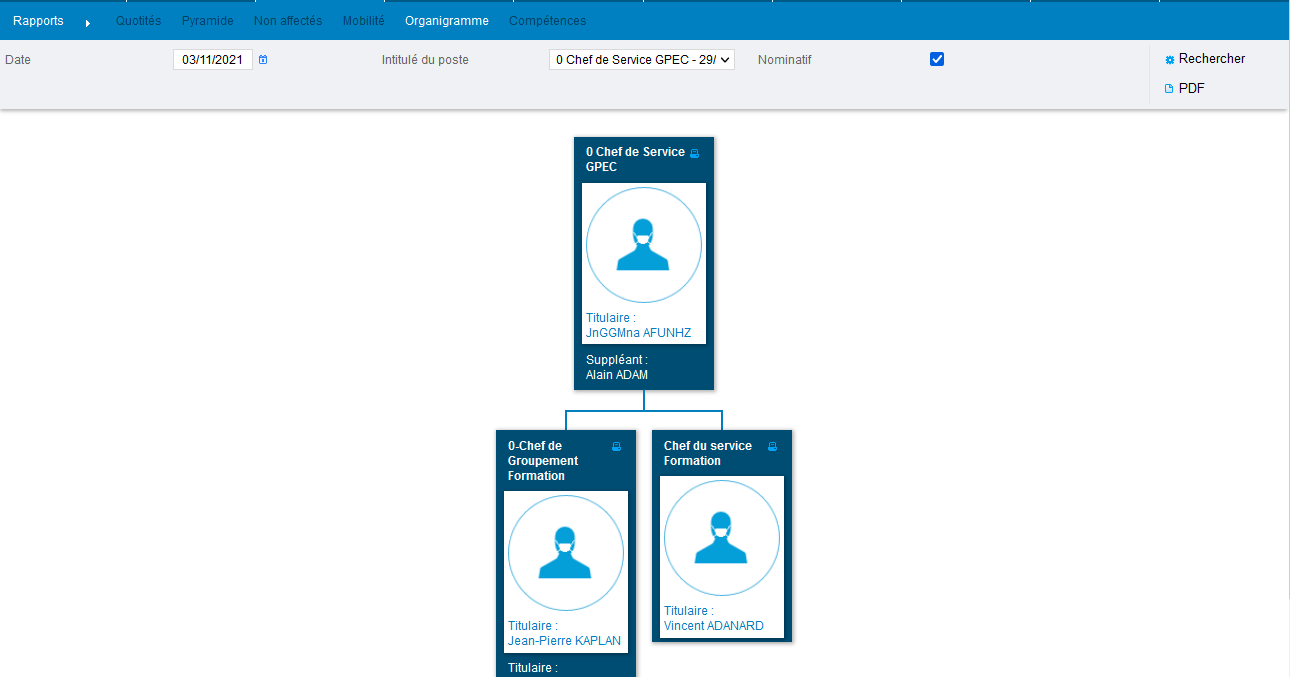 Rapports
Quotités
Pyramide
Non affectés
Mobilité
Organigramme
Compétences
Date
03/11/2021
Intitulé du poste
0 Chef de Service GPEC - 29/
Nominatif
Rechercher
PDF
0 Chef de Service
GPEC
Titulaire :
JnGGMna AFUNHZ
Suppléant :
Alain ADAM
0-Chef de
Groupement
Formation
Titulaire :
Jean-Pierre KAPLAN
Titulaire :
Chef du service
Formation
Titulaire :
Vincent ADANARD